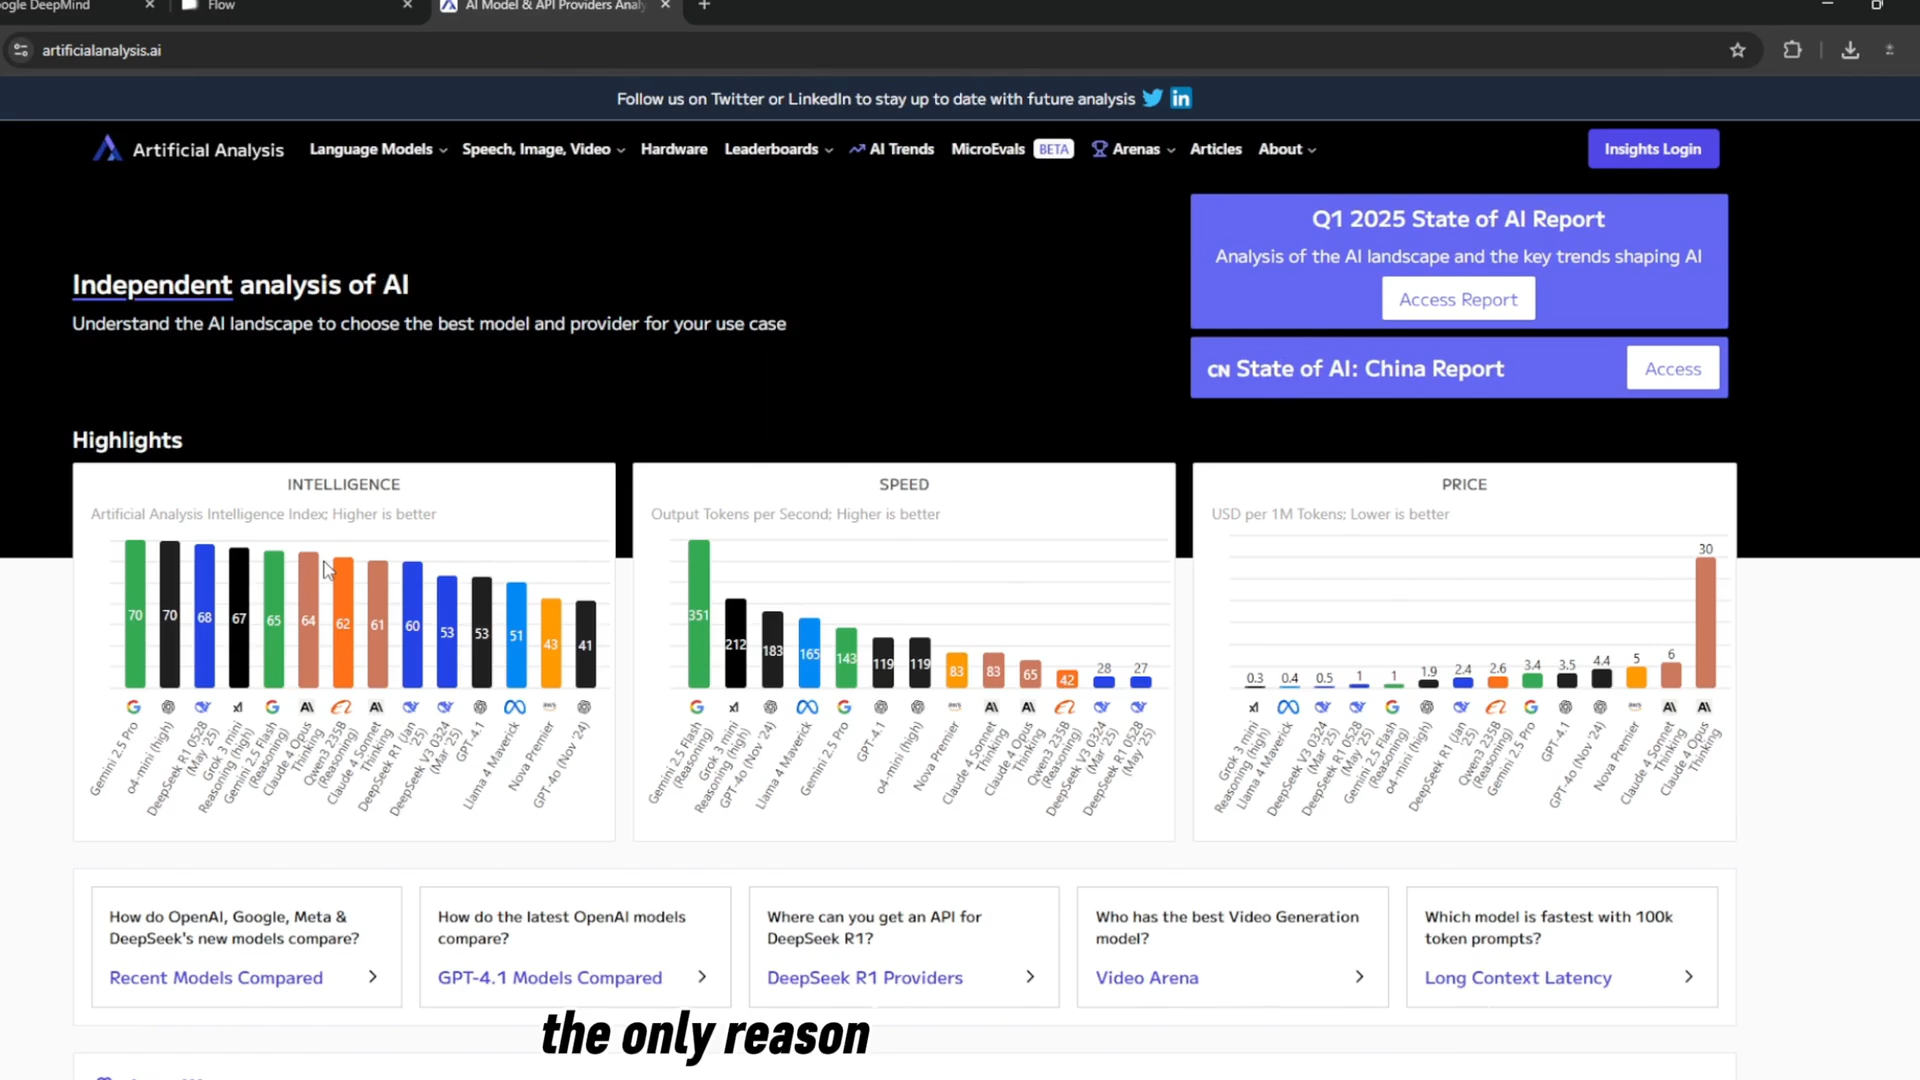 ogle DeepMind
Flow
AI Model & API Providers Analy
artificialanalysis.ai
Follow us on Twitter or LinkedIn to stay up to date with future analysis
Artificial Analysis
Language Models
Speech, Image, Video
Hardware
Leaderboards
AI Trends
MicroEvals BETA
Arenas
Articles
About
Insights Login
Q1 2025 State of AI Report
Analysis of the AI landscape and the key trends shaping AI
Access Report
Independent analysis of AI
Understand the AI landscape to choose the best model and provider for your use case
CN State of AI: China Report
Access
Highlights
INTELLIGENCE
Artificial Analysis Intelligence Index; Higher is better
70 70 68 67 65 64 62 61 60 53 53 51 43 41
Gemini 2.5 Pro
o4-mini (high)
DeepSeek R1 0528 (May '25)
Grok 3 mini Reasoning (high)
Gemini 2.5 Flash (Reasoning)
Claude 4 Opus Thinking
Qwen3 235B (Reasoning)
Claude 4 Sonnet Thinking
DeepSeek R1 (Jan '25)
DeepSeek V3 0324 (Mar '25)
GPT-4.1
Llama 4 Maverick
Nova Premier
GPT-4o (Nov '24)
SPEED
Output Tokens per Second; Higher is better
351 212 183 165 143 119 119 83 83 65 42 28 27
Gemini 2.5 Flash (Reasoning)
Grok 3 mini Reasoning (high)
GPT-4o (Nov '24)
Llama 4 Maverick
Gemini 2.5 Pro
GPT-4.1
o4-mini (high)
Nova Premier
Claude 4 Sonnet Thinking
Claude 4 Opus Thinking
Qwen3 235B (Reasoning)
DeepSeek V3 0324 (Mar '25)
DeepSeek R1 0528 (May '25)
PRICE
USD per 1M Tokens; Lower is better
0.3 0.4 0.5 1 1 1.9 2.4 2.6 3.4 3.5 4.4 5 6 30
Grok 3 mini Reasoning (high)
Llama 4 Maverick
DeepSeek V3 0324 (Mar '25)
DeepSeek R1 0528 (May '25)
Gemini 2.5 Flash (Reasoning)
o4-mini (high)
DeepSeek R1 (Jan '25)
Qwen3 235B (Reasoning)
Gemini 2.5 Pro
GPT-4.1
GPT-4o (Nov '24)
Nova Premier
Claude 4 Sonnet Thinking
Claude 4 Opus Thinking
How do OpenAI, Google, Meta &
DeepSeek's new models compare?
Recent Models Compared
How do the latest OpenAI models
compare?
GPT-4.1 Models Compared
Where can you get an API for
DeepSeek R1?
DeepSeek R1 Providers
Who has the best Video Generation
model?
Video Arena
Which model is fastest with 100k
token prompts?
Long Context Latency
the only reason